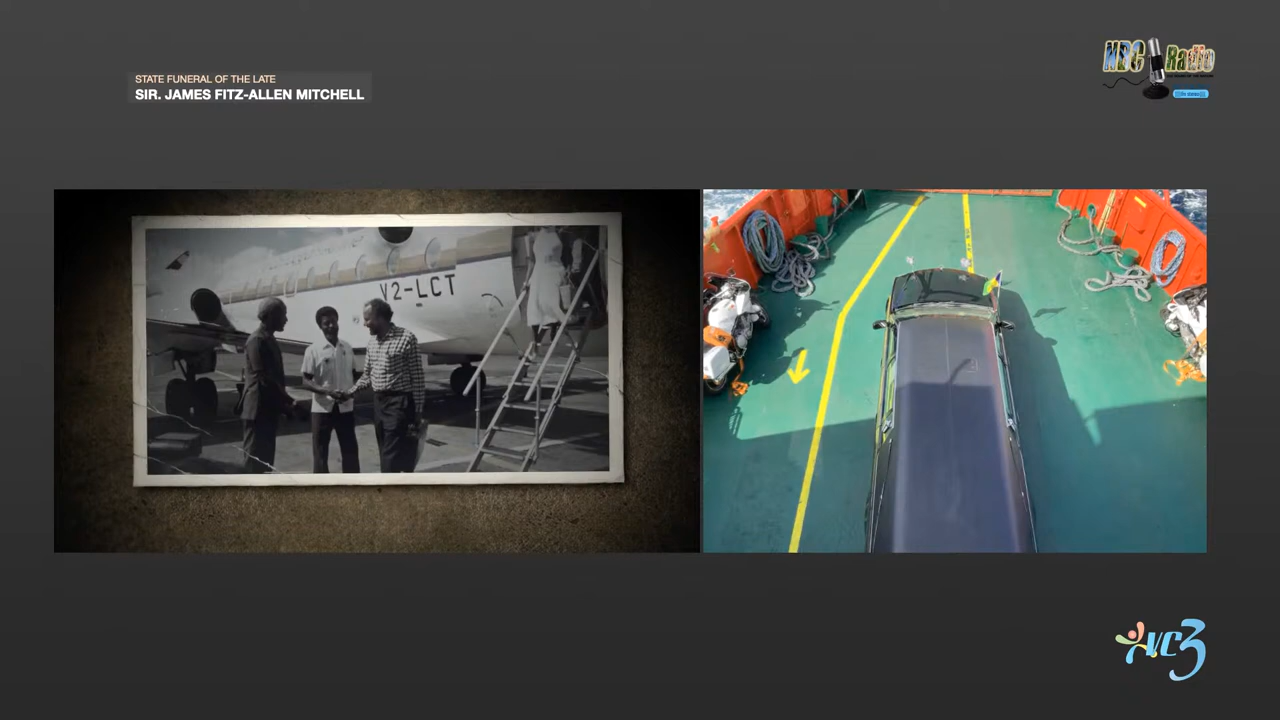 STATE FUNERAL OF THE LATE
SIR. JAMES FITZ-ALLEN MITCHELL
NBC Radio
V2-LCT
VC3